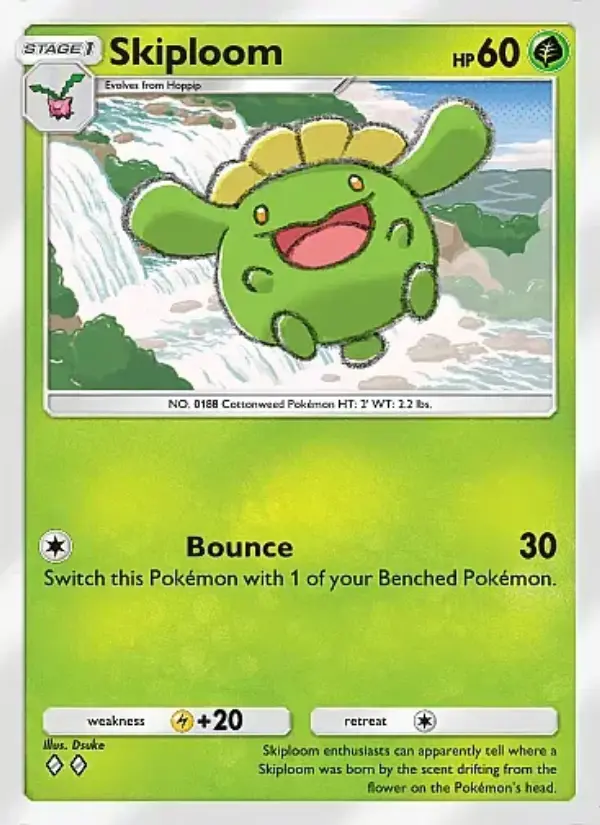 STAGE 1 Skiploom HP 60
Evolves from Hoppip
NO. 0188 Cottonweed Pokémon HT: 2' WT: 2.2 lbs.
Bounce 30
Switch this Pokémon with 1 of your Benched Pokémon.
weakness +20 retreat
Illus. Dsuke
Skiploom enthusiasts can apparently tell where a
Skiploom was born by the scent drifting from the
flower on the Pokémon's head.